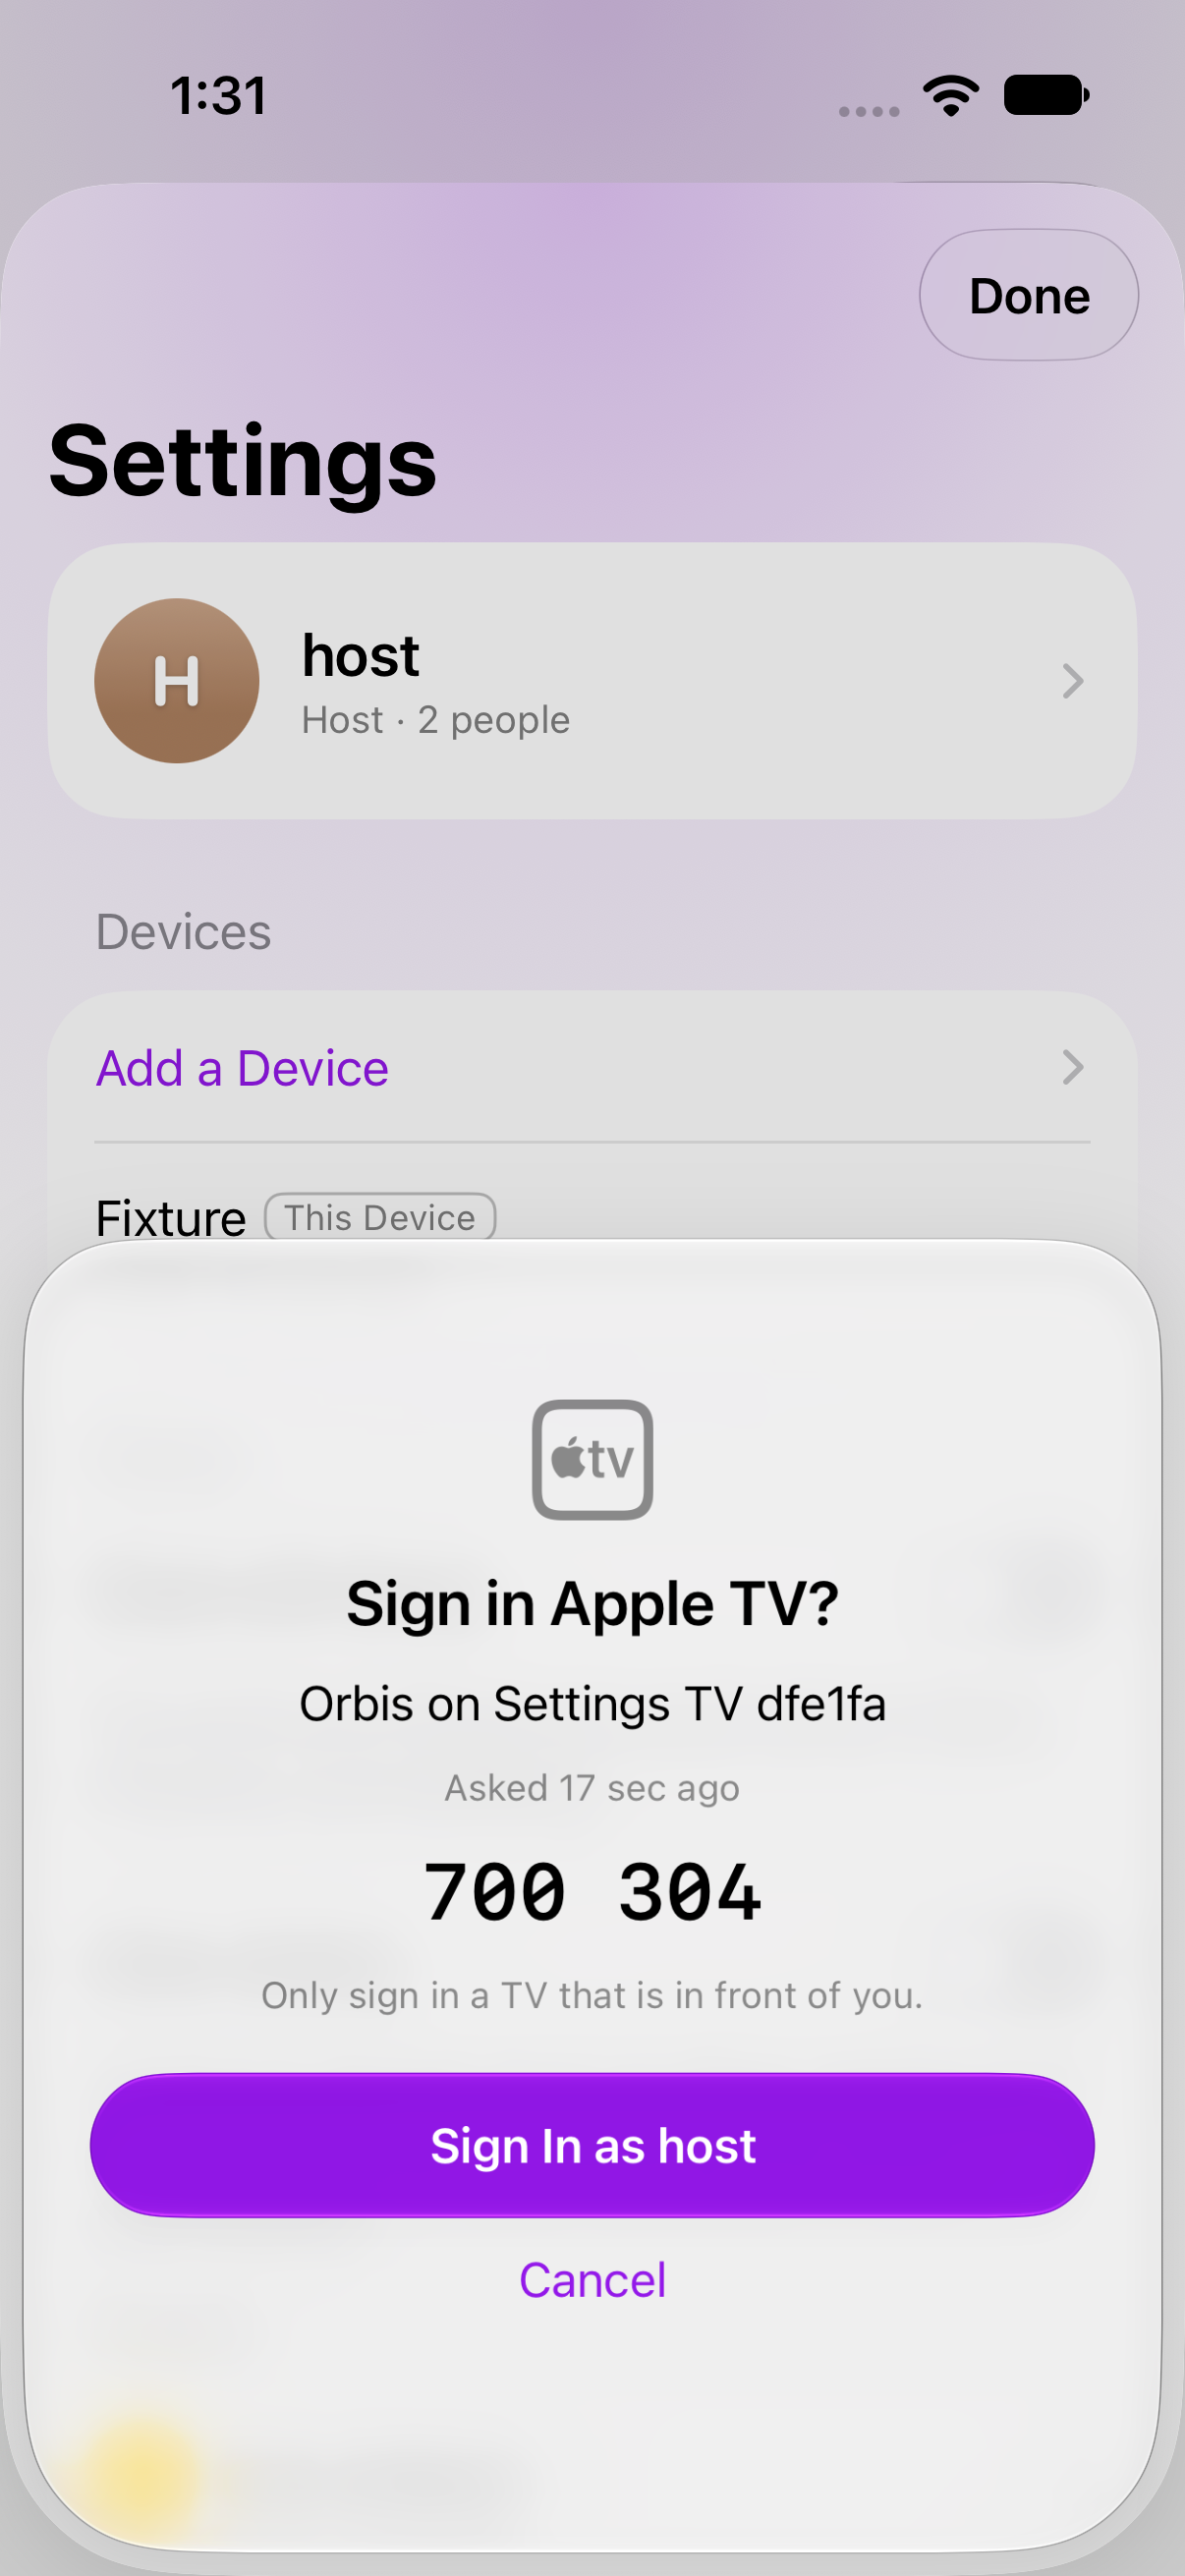 1:31
Done
Settings
H
host
Host · 2 people
Devices
Add a Device
Fixture This Device
tv
Sign in Apple TV?
Orbis on Settings TV dfe1fa
Asked 17 sec ago
700 304
Only sign in a TV that is in front of you.
Sign In as host
Cancel